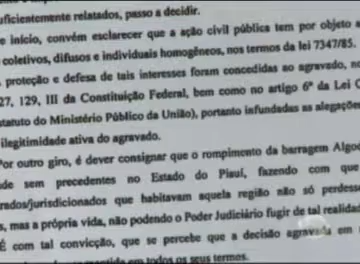 suficientemente relatados, passo a decidir.
e início, convém esclarecer que a ação civil pública tem por objeto
coletivos, difusos e individuais homogêneos, nos termos da lei 7347/85.
proteção e defesa de tais interesses foram concedidas ao agravado, no
27, 129, III da Constituição Federal, bem como no artigo 6º da Lei C
tatuto do Ministério Público da União), portanto infundadas as alegações
ilegitimidade ativa do agravado.
Por outro giro, é dever consignar que o rompimento da barragem Algod
de sem precedentes no Estado do Piauí, fazendo com que
rados/jurisdicionados que habitavam aquela região não só perdess
s, mas a própria vida, não podendo o Poder Judiciário fugir de tal realidad
É com tal convicção, que se percebe que a decisão agravada em
mantida em todos os seus termos.